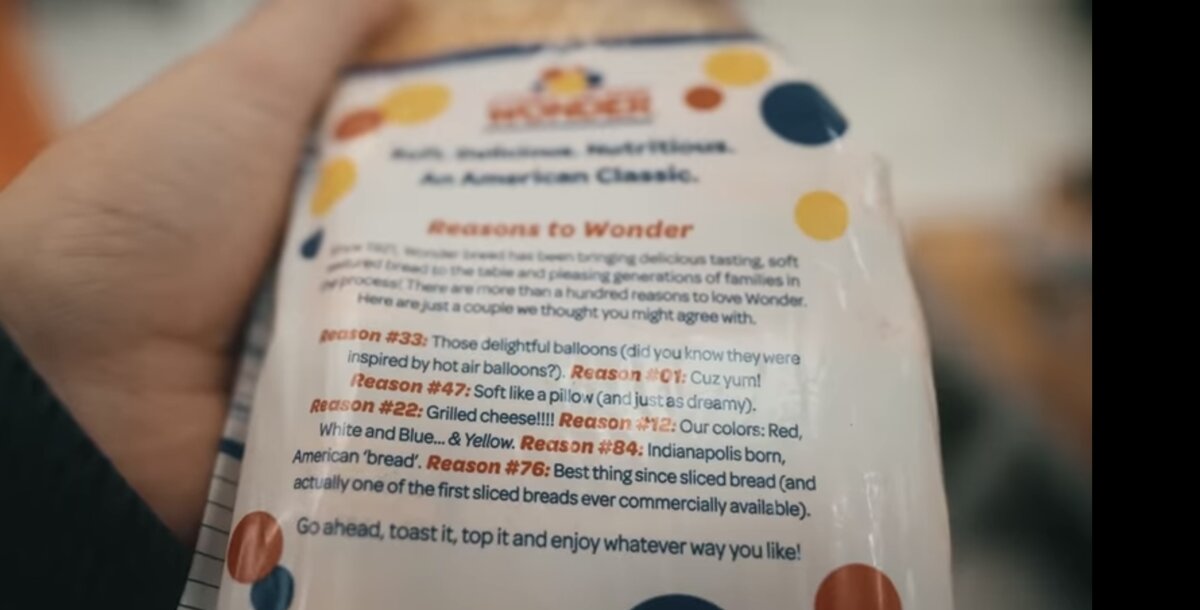 WONDER
Soft. Delicious. Nutritious.
An American Classic.
Reasons to Wonder
Since 1921, Wonder bread has been bringing delicious tasting, soft
textured bread to the table and pleasing generations of families in
the process! There are more than a hundred reasons to love Wonder.
Here are just a couple we thought you might agree with.
Reason #33: Those delightful balloons (did you know they were
inspired by hot air balloons?). Reason #01: Cuz yum!
Reason #47: Soft like a pillow (and just as dreamy).
Reason #22: Grilled cheese!!!! Reason #12: Our colors: Red,
White and Blue... & Yellow. Reason #84: Indianapolis born,
American 'bread'. Reason #76: Best thing since sliced bread (and
actually one of the first sliced breads ever commercially available).
Go ahead, toast it, top it and enjoy whatever way you like!